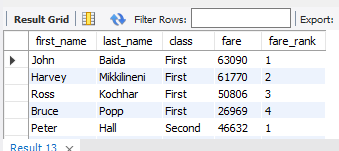 Result Grid Filter Rows: Export:
first_name last_name class fare fare_rank
John Baida First 63090 1
Harvey Mikkilineni First 61770 2
Ross Kochhar First 50806 3
Bruce Popp First 26969 4
Peter Hall Second 46632 1
Result 13 ×